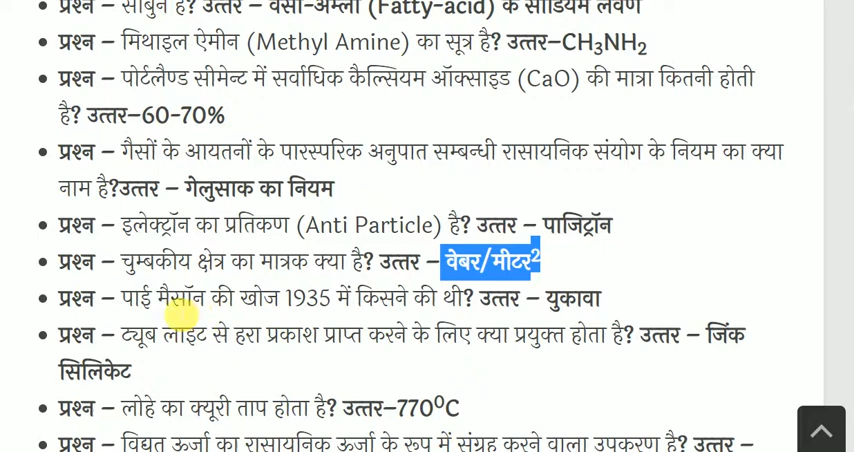 प्रश्न – साबुन है? उत्तर – वसा-अम्लों (Fatty-acid) के सोडियम लवण
प्रश्न – मिथाइल ऐमीन (Methyl Amine) का सूत्र है? उत्तर–CH₃NH₂
प्रश्न – पोर्टलैण्ड सीमेन्ट में सर्वाधिक कैल्सियम ऑक्साइड (CaO) की मात्रा कितनी होती
है? उत्तर–60-70%
प्रश्न – गैसों के आयतनों के पारस्परिक अनुपात सम्बन्धी रासायनिक संयोग के नियम का क्या
नाम है?उत्तर – गेलुसाक का नियम
प्रश्न – इलेक्ट्रॉन का प्रतिकण (Anti Particle) है? उत्तर – पाजिट्रॉन
प्रश्न – चुम्बकीय क्षेत्र का मात्रक क्या है? उत्तर – वेबर/मीटर²
प्रश्न – पाई मैसॉन की खोज 1935 में किसने की थी? उत्तर – युकावा
प्रश्न – ट्यूब लाइट से हरा प्रकाश प्राप्त करने के लिए क्या प्रयुक्त होता है? उत्तर – जिंक
सिलिकेट
प्रश्न – लोहे का क्यूरी ताप होता है? उत्तर–770⁰C
प्रश्न – विद्युत ऊर्जा का रासायनिक ऊर्जा के रूप में संग्रह करने वाला उपकरण है? उत्तर –